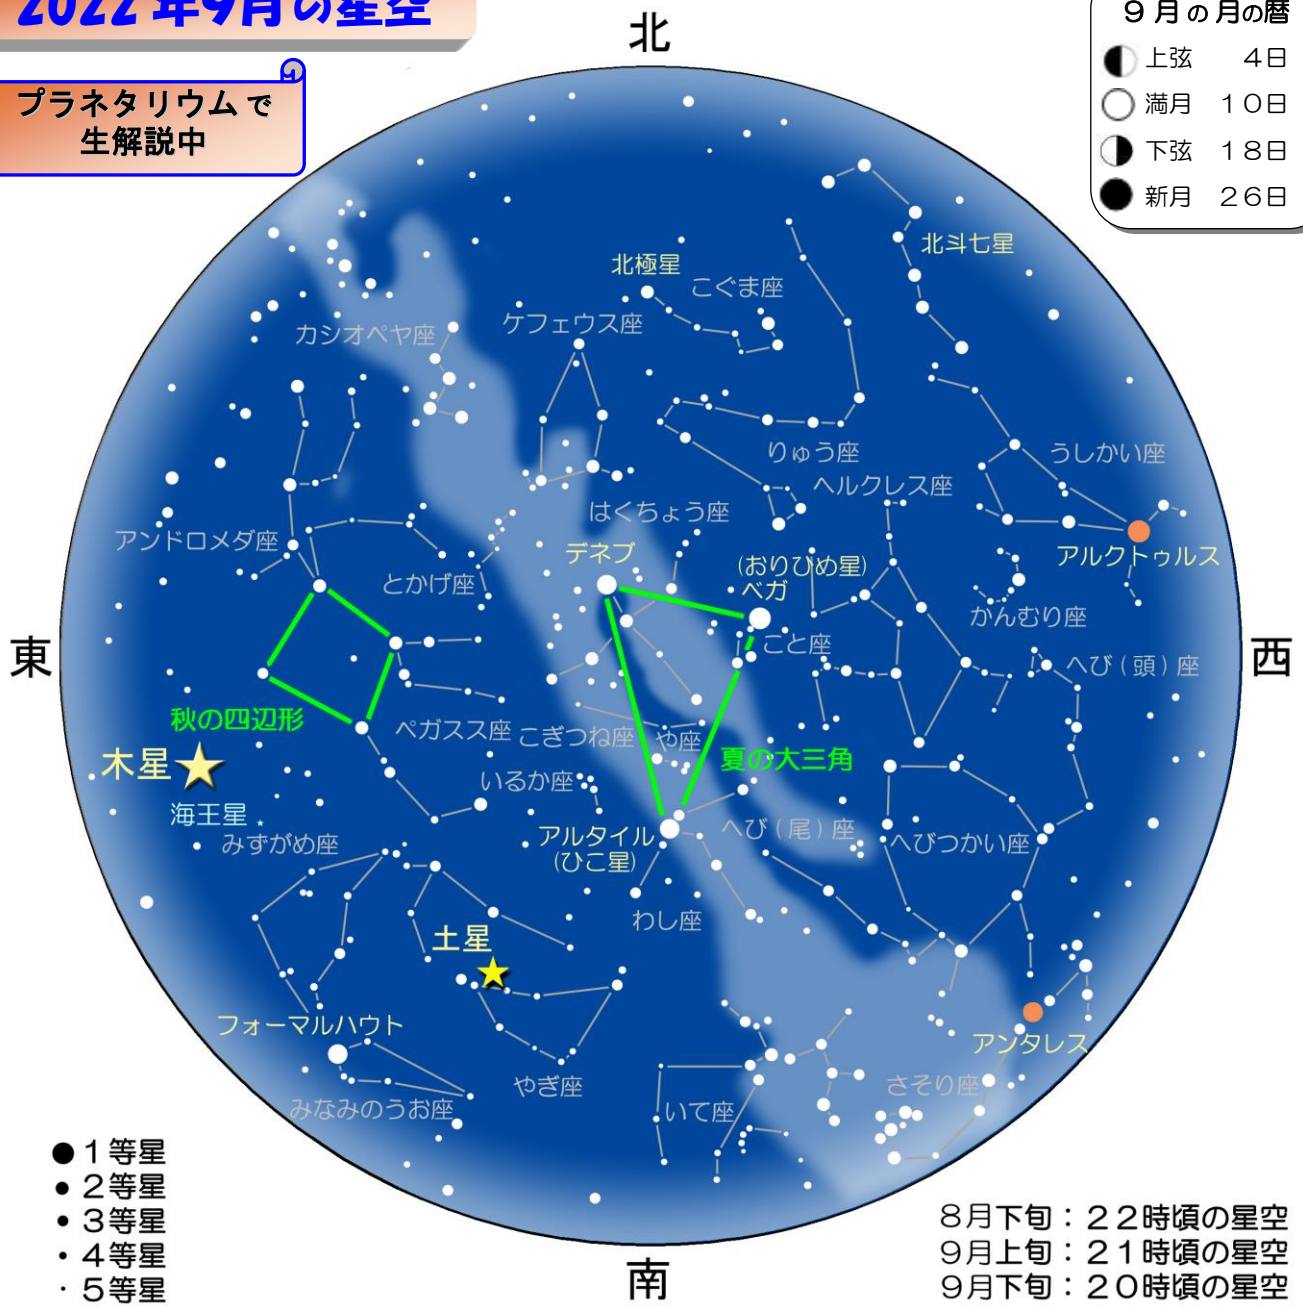 2022年9月の星空
プラネタリウムで
生解説中
北
9月の月の暦
上弦 4日
満月 10日
下弦 18日
新月 26日
北斗七星
北極星
こぐま座
カシオペヤ座
ケフェウス座
りゅう座
うしかい座
ヘルクレス座
はくちょう座
アンドロメダ座
デネブ
(おりひめ星)
ベガ
アルクトゥルス
とかげ座
かんむり座
こと座
東
西
へび(頭)座
秋の四辺形
ペガスス座
こぎつね座
や座
夏の大三角
木星
いるか座
海王星
みずがめ座
アルタイル
(ひこ星)
へび(尾)座
へびつかい座
わし座
土星
フォーマルハウト
アンタレス
やぎ座
さそり座
みなみのうお座
いて座
●1等星
●2等星
●3等星
・4等星
・5等星
南
8月下旬:22時頃の星空
9月上旬:21時頃の星空
9月下旬:20時頃の星空